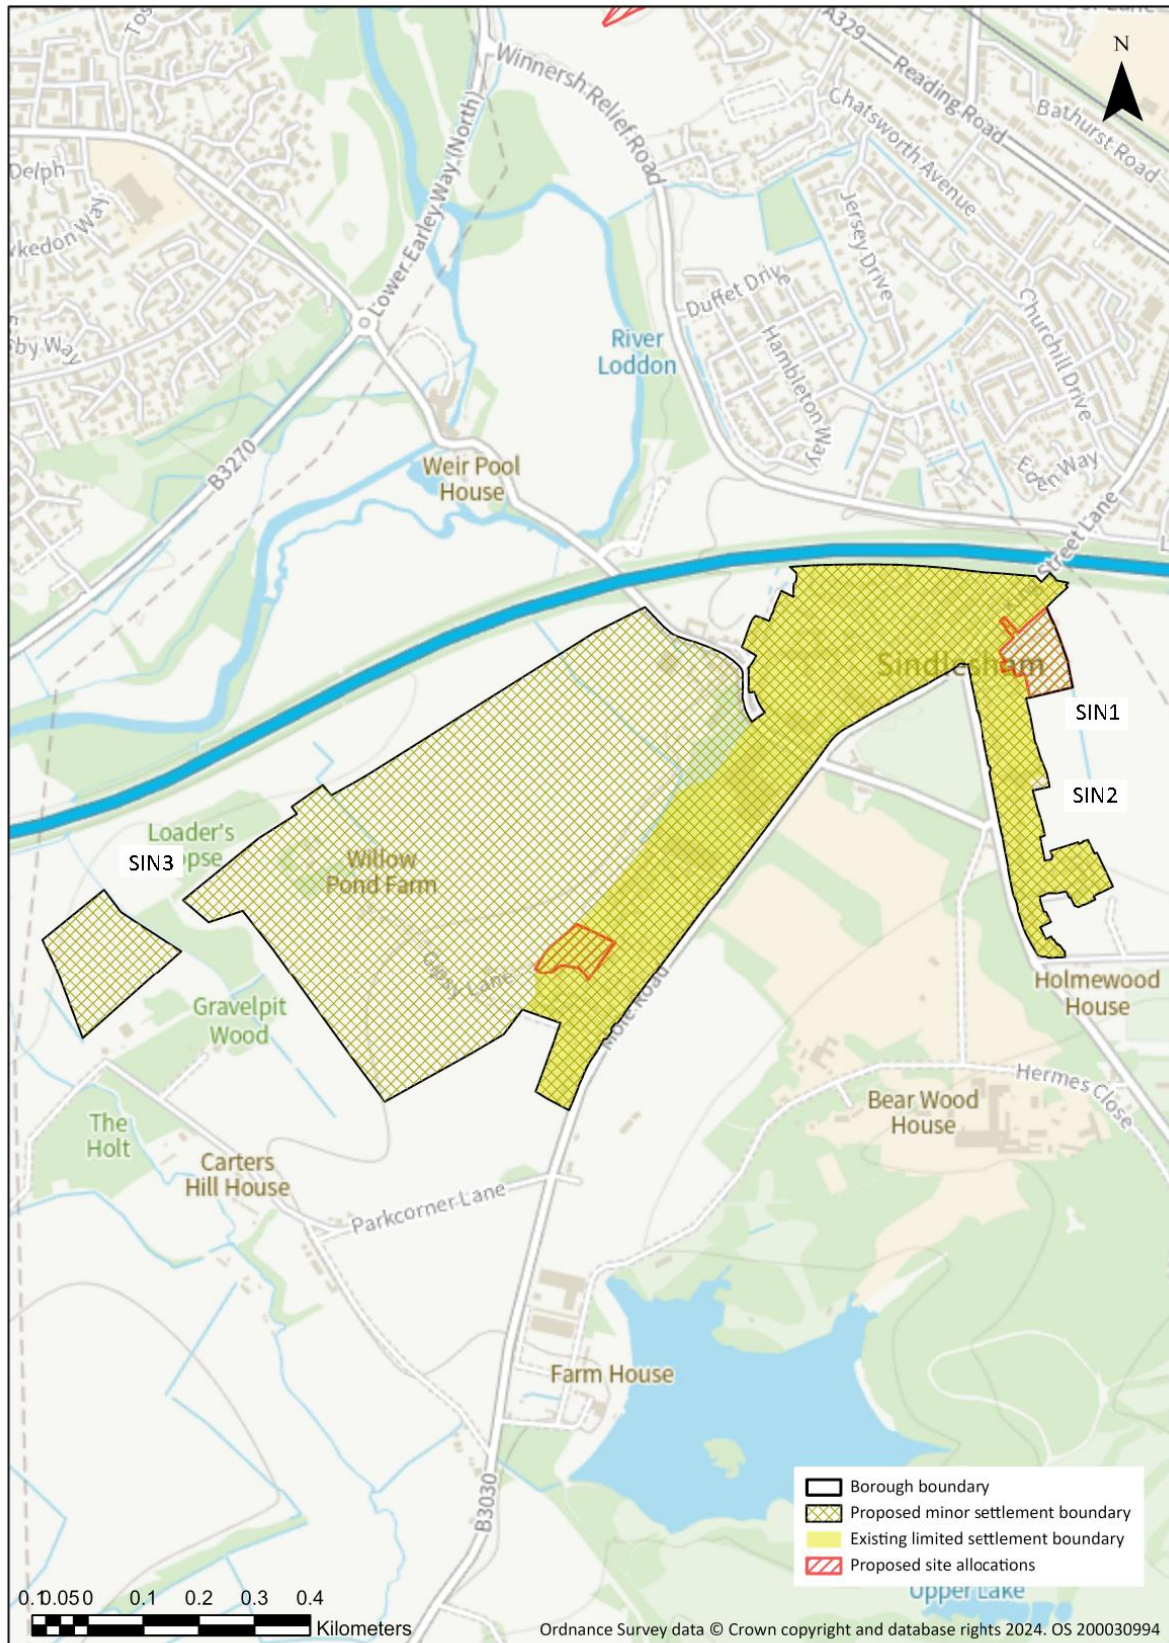 N
A329
Reading Road
Winnersh Relief Road
Chatsworth Avenue
Bathurst Road
Delph
Lower Earley Way (North)
Jersey Drive
Duffet Drive
Churchill Drive
by Way
River
Loddon
Hambleton
Way
B3270
Weir Pool
House
Eden Way
Street Lane
Sindlesham
SIN1
SIN2
Loader's
opse
SIN3
Willow
Pond Farm
Gipsy Lane
Mole Road
Gravelpit
Wood
Holmewood
House
Hermes Close
Bear Wood
House
The
Holt
Carters
Hill House
Parkcorner Lane
Farm House
B3030
Borough boundary
Proposed minor settlement boundary
Existing limited settlement boundary
Proposed site allocations
Upper Lake
0.1 0.05 0 0.1 0.2 0.3 0.4
Kilometers
Ordnance Survey data © Crown copyright and database rights 2024. OS 200030994